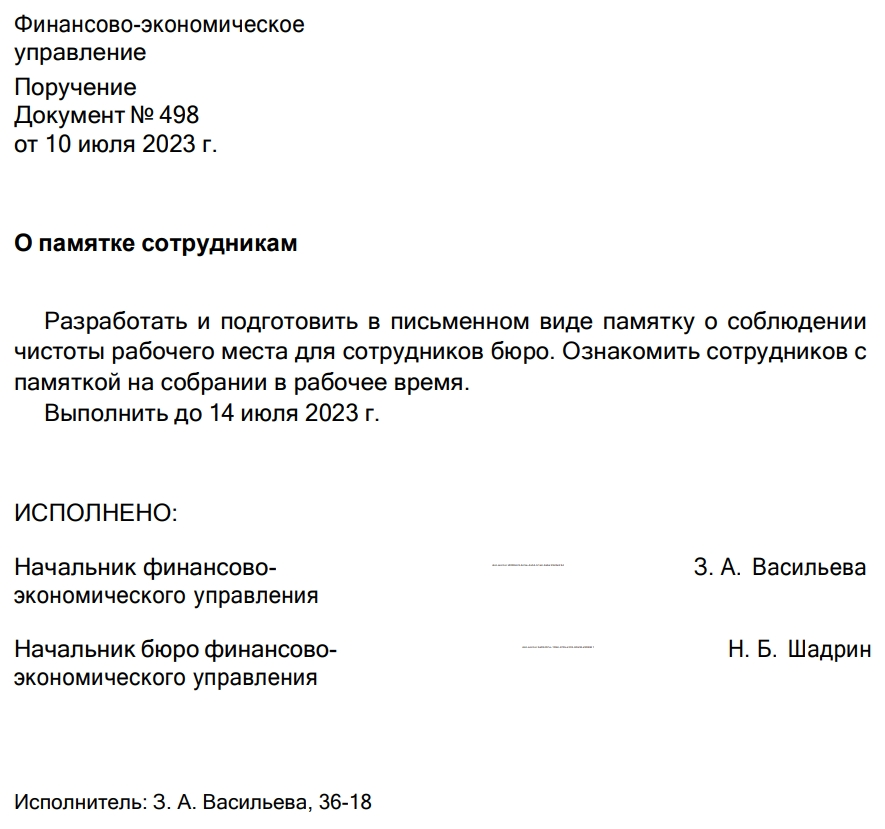 Финансово-экономическое
управление
Поручение
Документ № 498
от 10 июля 2023 г.
О памятке сотрудникам
Разработать и подготовить в письменном виде памятку о соблюдении
чистоты рабочего места для сотрудников бюро. Ознакомить сотрудников с
памяткой на собрании в рабочее время.
Выполнить до 14 июля 2023 г.
ИСПОЛНЕНО:
Начальник финансово-
экономического управления
З. А. Васильева
Начальник бюро финансово-
экономического управления
Н. Б. Шадрин
Исполнитель: З. А. Васильева, 36-18